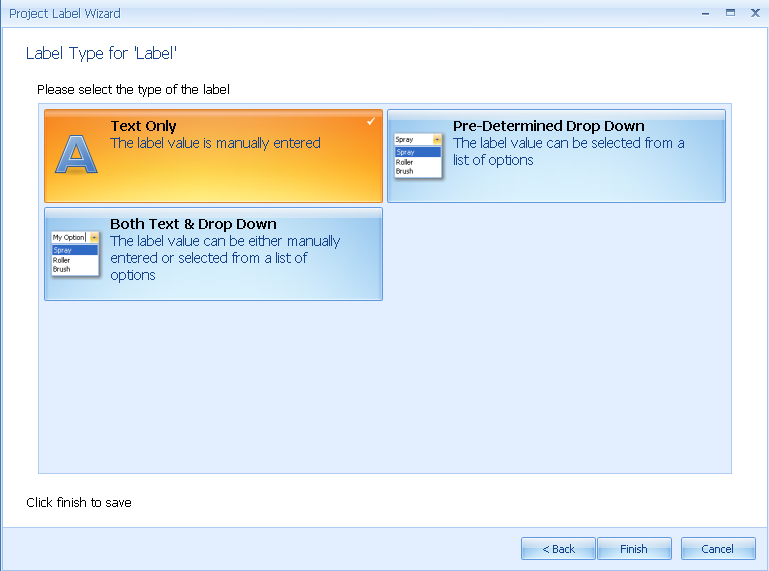 Project Label Wizard
Label Type for 'Label'
Please select the type of the label
Text Only
The label value is manually entered
A
Pre-Determined Drop Down
The label value can be selected from a
list of options
Spray
Spray
Roller
Brush
Both Text & Drop Down
The label value can be either manually
entered or selected from a list of
options
My Option
Spray
Roller
Brush
Click finish to save
< Back
Finish
Cancel